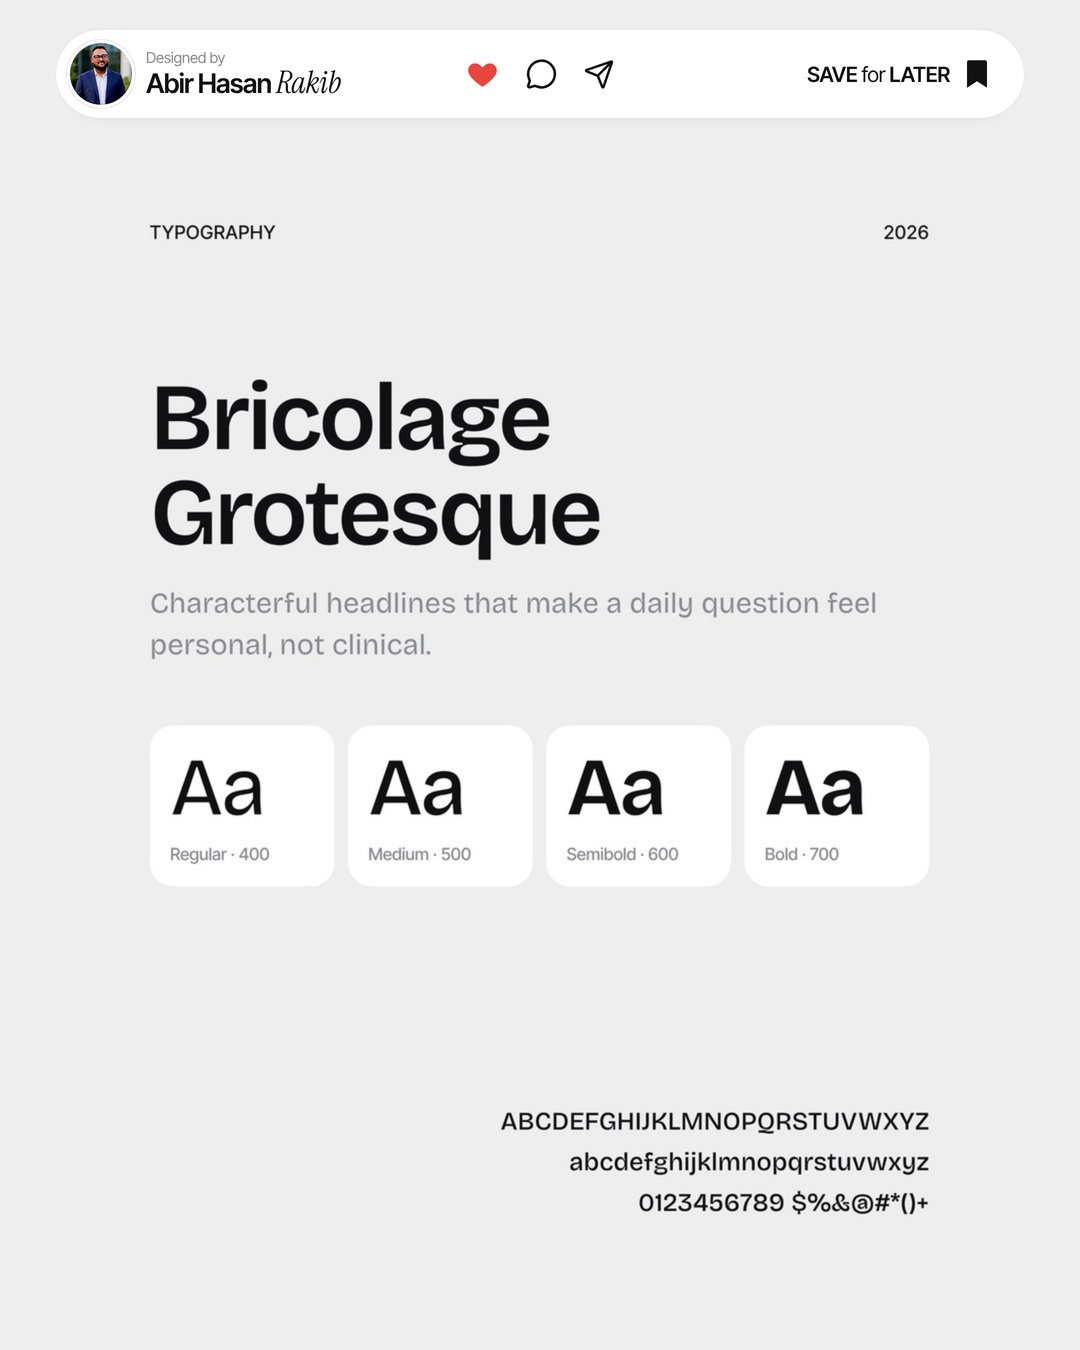 Designed by
Abir Hasan Rakib
SAVE for LATER
TYPOGRAPHY
2026
Bricolage
Grotesque
Characterful headlines that make a daily question feel
personal, not clinical.
Aa
Regular · 400
Aa
Medium · 500
Aa
Semibold · 600
Aa
Bold · 700
ABCDEFGHIJKLMNOPQRSTUVWXYZ
abcdefghijklmnopqrstuvwxyz
0123456789 $%&@#*()+